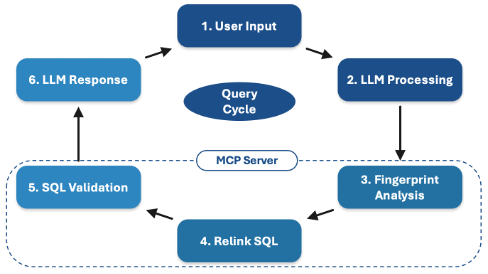 1. User Input
2. LLM Processing
6. LLM Response
Query
Cycle
MCP Server
3. Fingerprint
Analysis
5. SQL Validation
4. Relink SQL